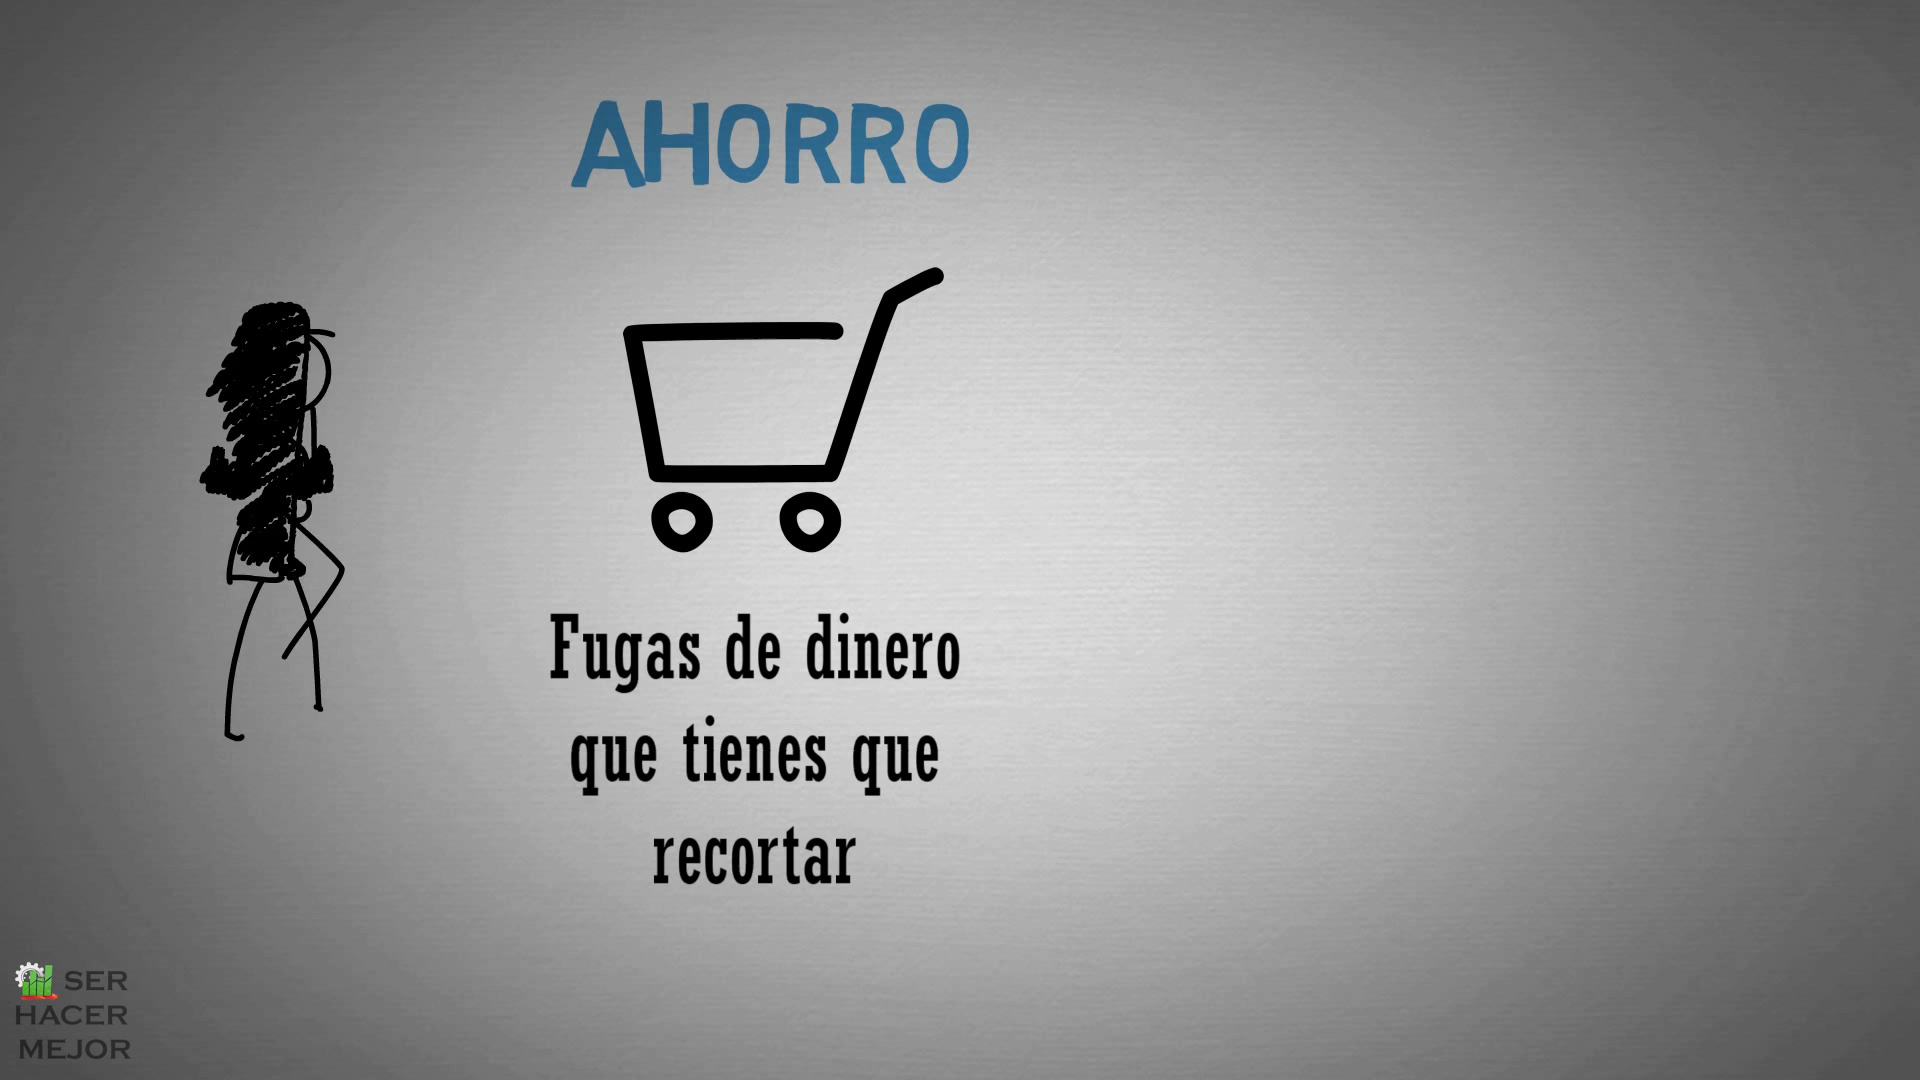 AHORRO
Fugas de dinero
que tienes que
recortar
SER
HACER
MEJOR